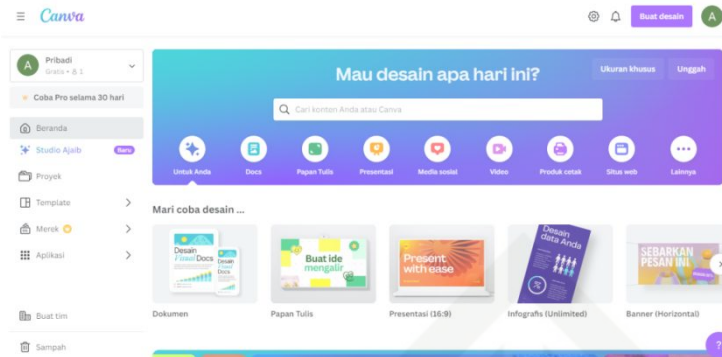 Canva
Buat desain
A
A
Pribadi
Gratis • 1
Coba Pro selama 30 hari
Beranda
Studio Ajaib
Baru
Proyek
Template
Merek
Aplikasi
Buat tim
Sampah
Mau desain apa hari ini?
Ukuran khusus
Unggah
Cari konten Anda atau Canva
Untuk Anda
Docs
Papan Tulis
Presentasi
Media sosial
Video
Produk cetak
Situs web
Lainnya
Mari coba desain ...
Desain
Visual Docs
Desain
Visual
Docs
Buat ide
mengalir
Present
with ease
Desain
data Anda
SEBARKAN
PESAN INI
Dokumen
Papan Tulis
Presentasi (16:9)
Infografis (Unlimited)
Banner (Horizontal)
?